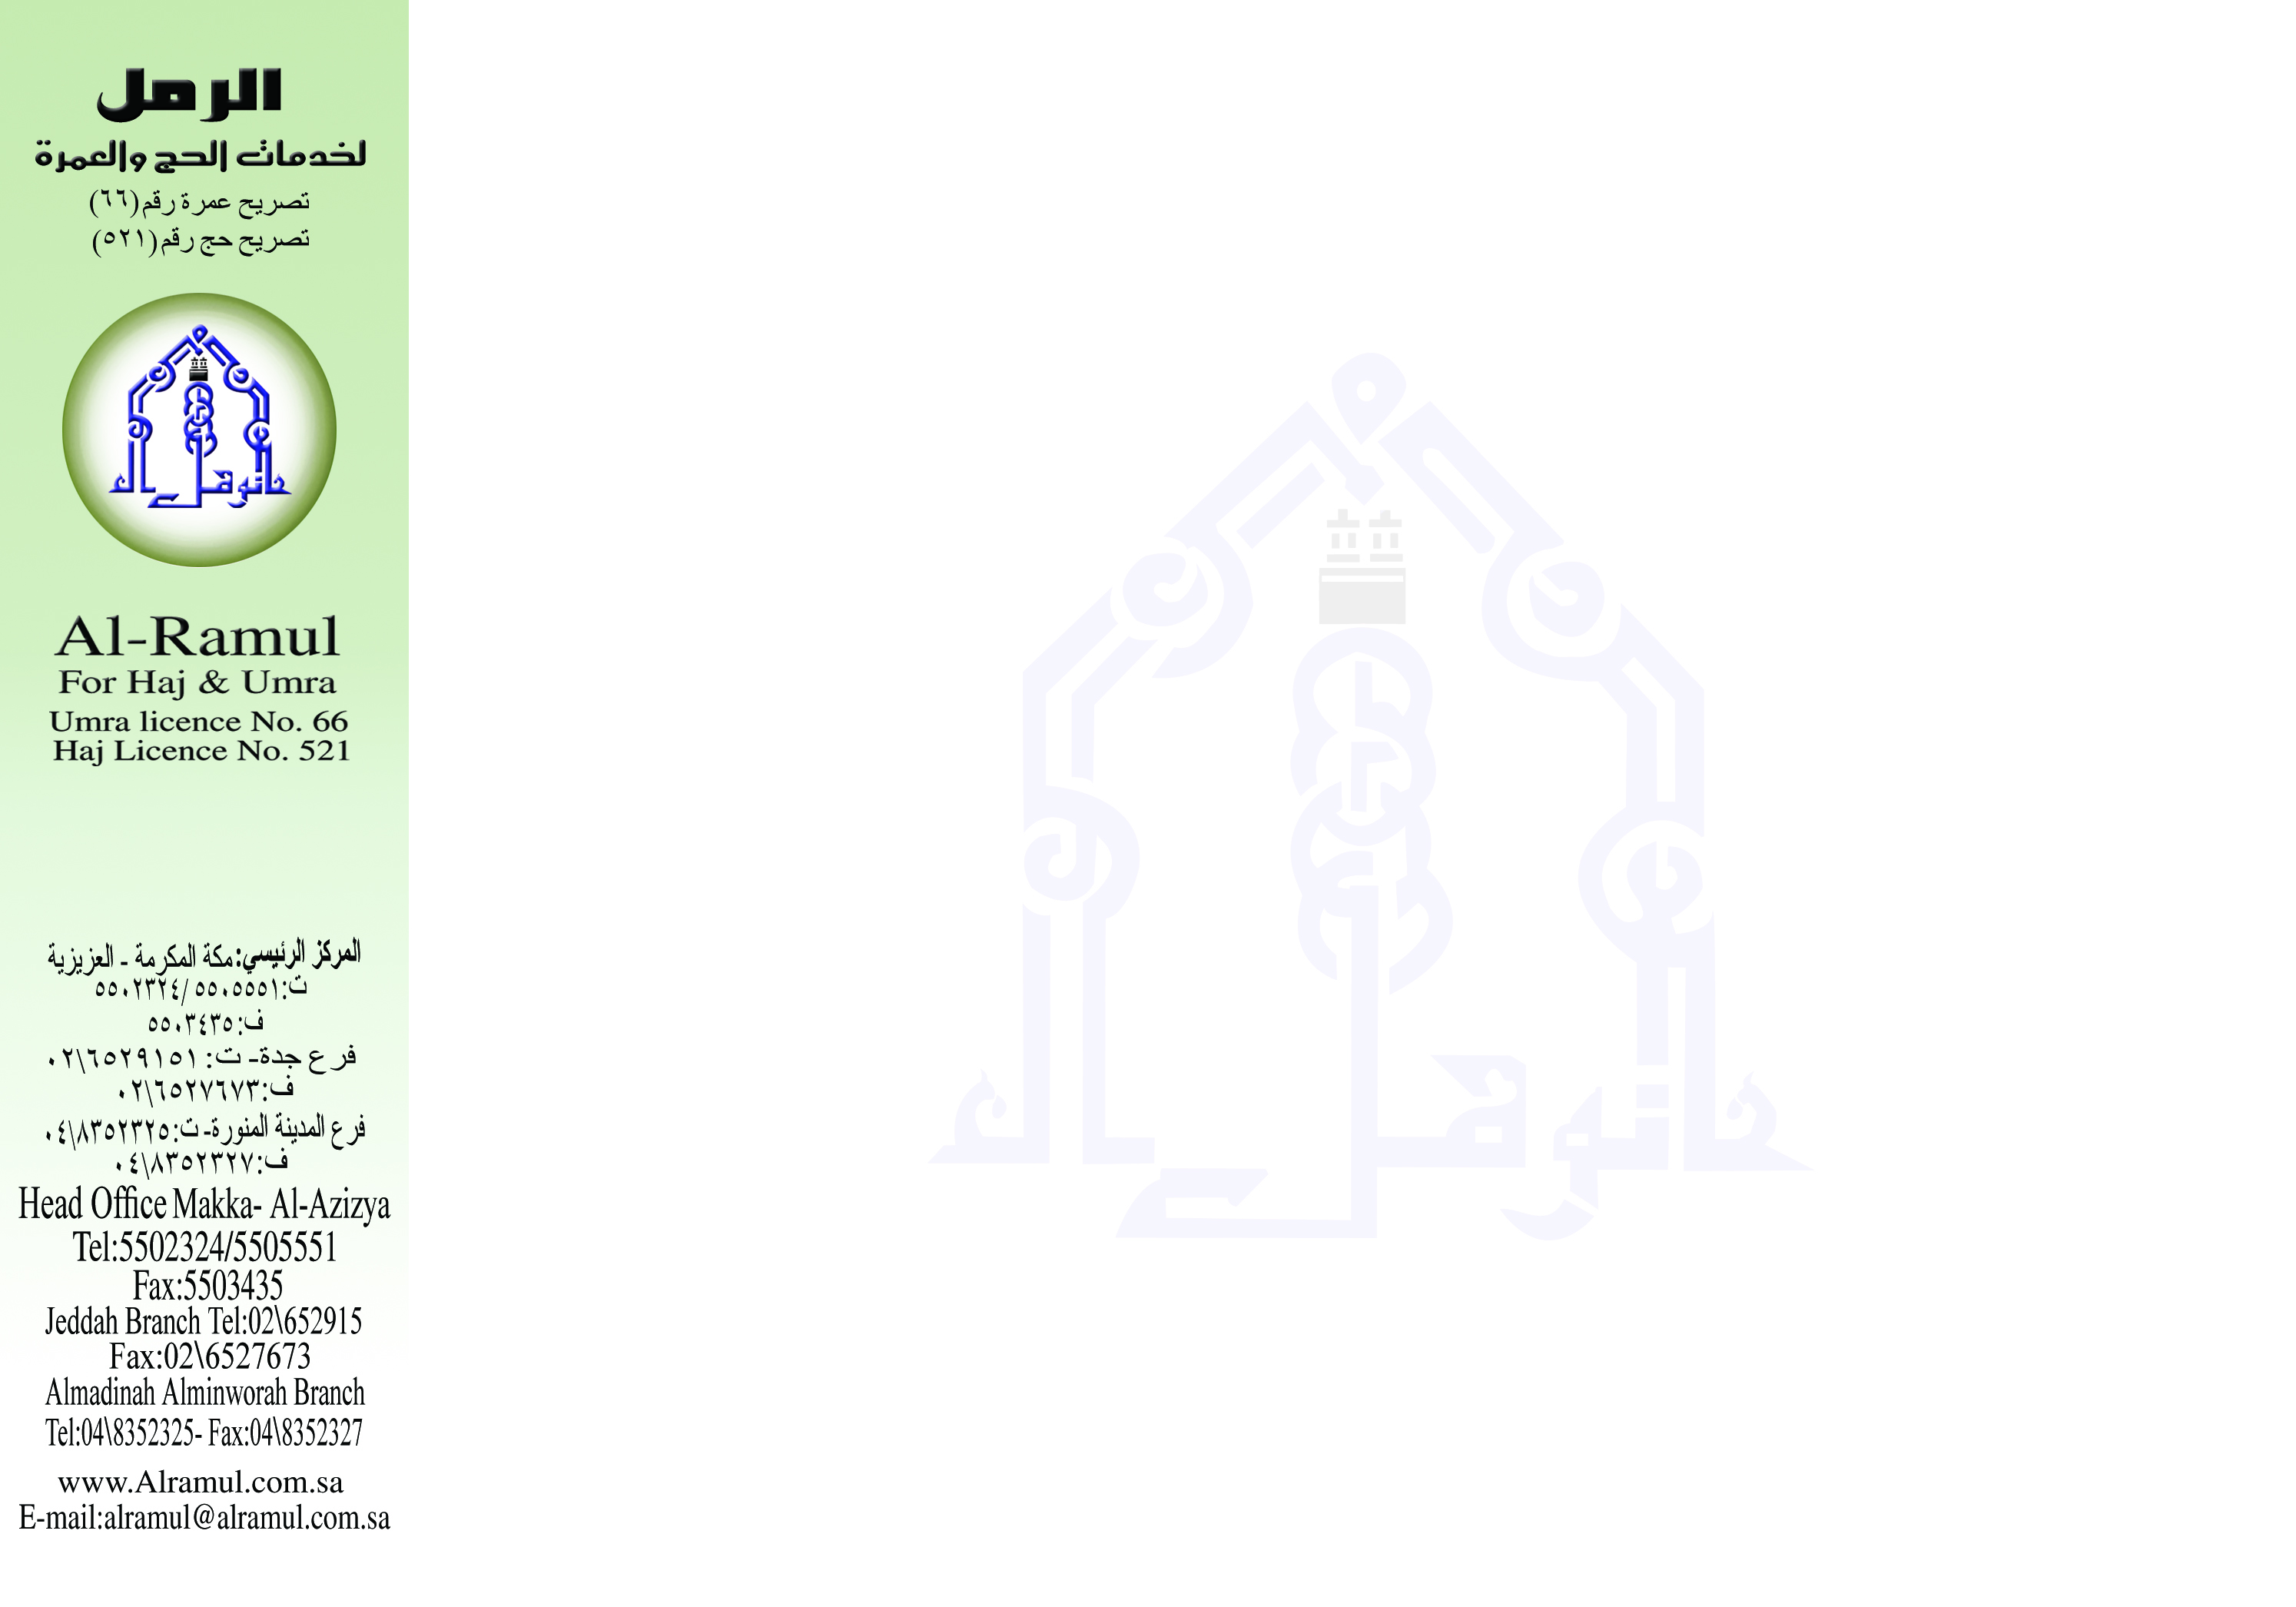 الرمل
لخدمات الحج والعمرة
تصريح عمرة رقم(٦٦)
تصريح حج رقم(٥٢١)
Al-Ramul
For Haj & Umra
Umra licence No. 66
Haj Licence No. 521
المركز الرئيسي:مكة المكرمة - العزيزية
ت:٥٥٠٢٣٢٤/٥٥٠٥٥٥١
ف:٥٥٠٣٤٣٥
فرع جدة- ت: ٠٢\٦٥٢٩١٥١
ف:٠٢\٦٥٢٧٦٧٣
فرع المدينة المنورة- ت:٠٤\٨٣٥٢٣٢٥
ف:٠٤\٨٣٥٢٣٢٧
Head Office Makka- Al-Azizya
Tel:5502324/5505551
Fax:5503435
Jeddah Branch Tel:02\652915
Fax:02\6527673
Almadinah Alminworah Branch
Tel:04\8352325- Fax:04\8352327
www.Alramul.com.sa
E-mail:alramul@alramul.com.sa